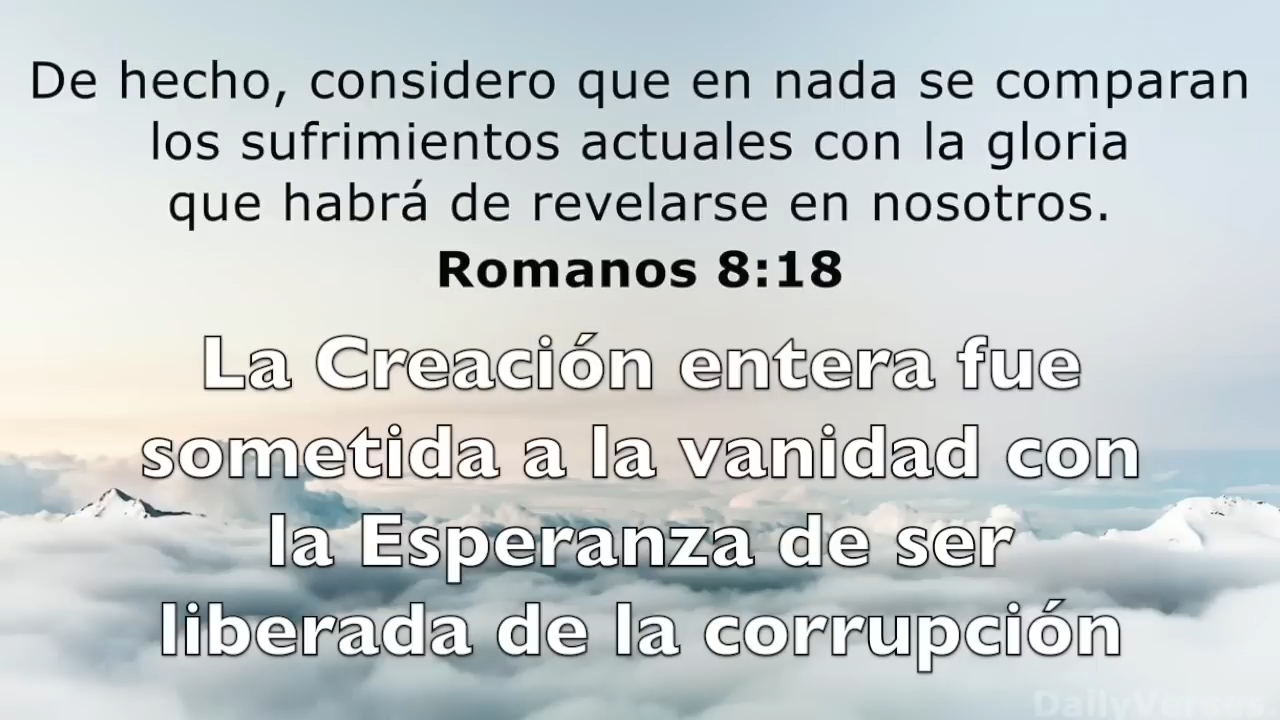 De hecho, considero que en nada se comparan
los sufrimientos actuales con la gloria
que habrá de revelarse en nosotros.
Romanos 8:18
La Creación entera fue
sometida a la vanidad con
la Esperanza de ser
liberada de la corrupción
DailyVerses